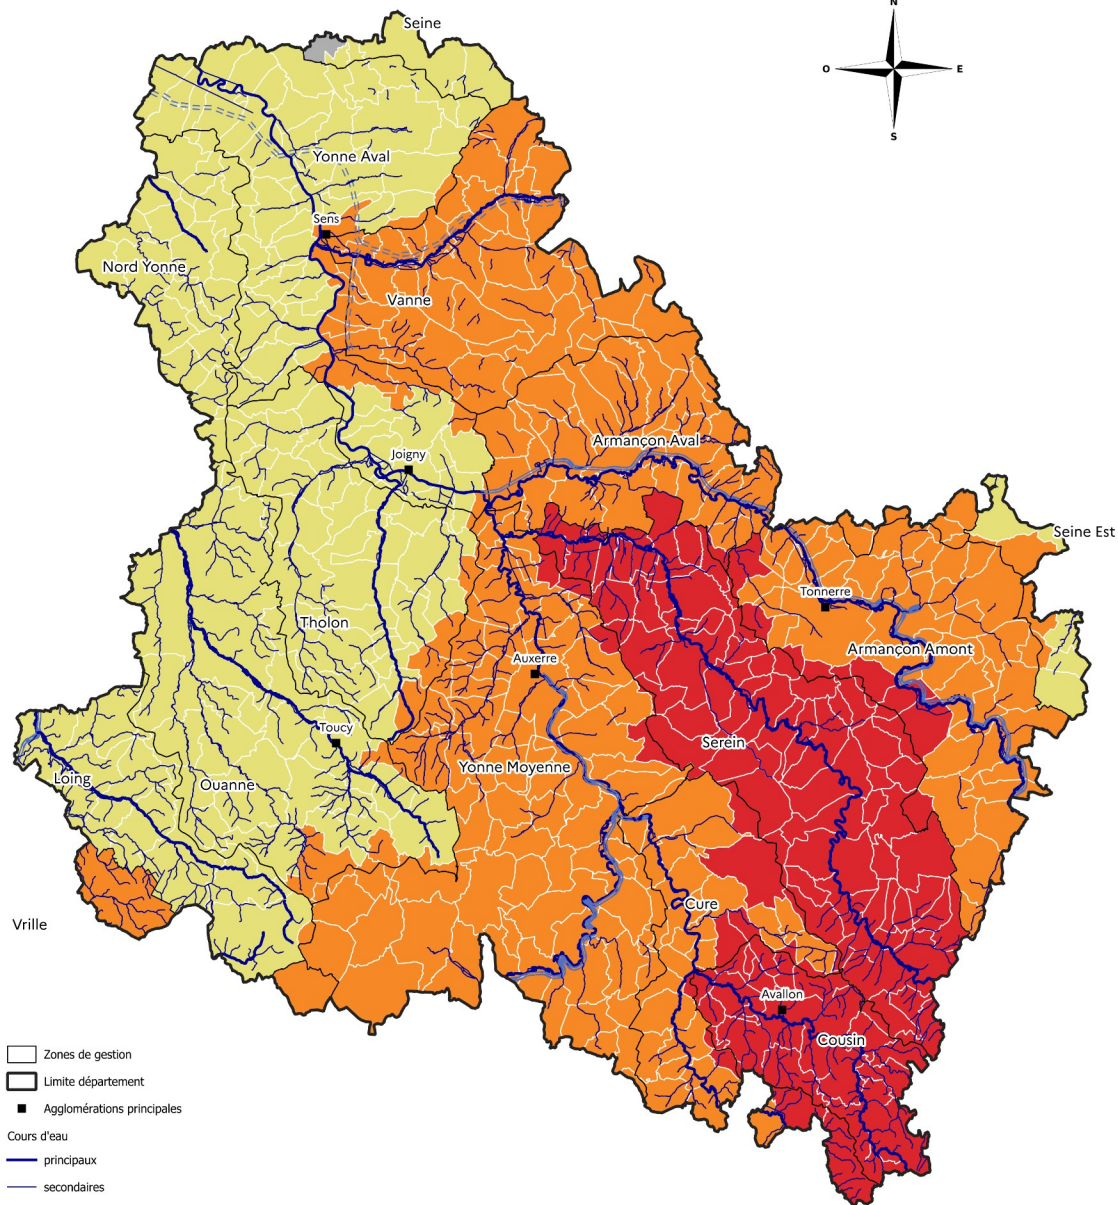 N
Seine
O
E
S
Yonne Aval
Sens
Nord Yonne
Vanne
Armançon Aval
Joigny
Seine Est
Tonnerre
Tholon
Armançon Amont
Auxerre
Toucy
Serein
Yonne Moyenne
Loing
Ouanne
Cure
Vrille
Avallon
Cousin
Zones de gestion
Limite département
Agglomérations principales
Cours d'eau
principaux
secondaires